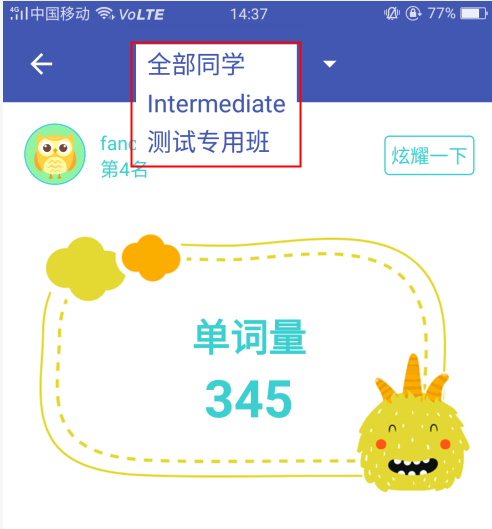 4G 中国移动 VoLTE 14:37 77%
全部同学
Intermediate
测试专用班
第4名
炫耀一下
单词量
345